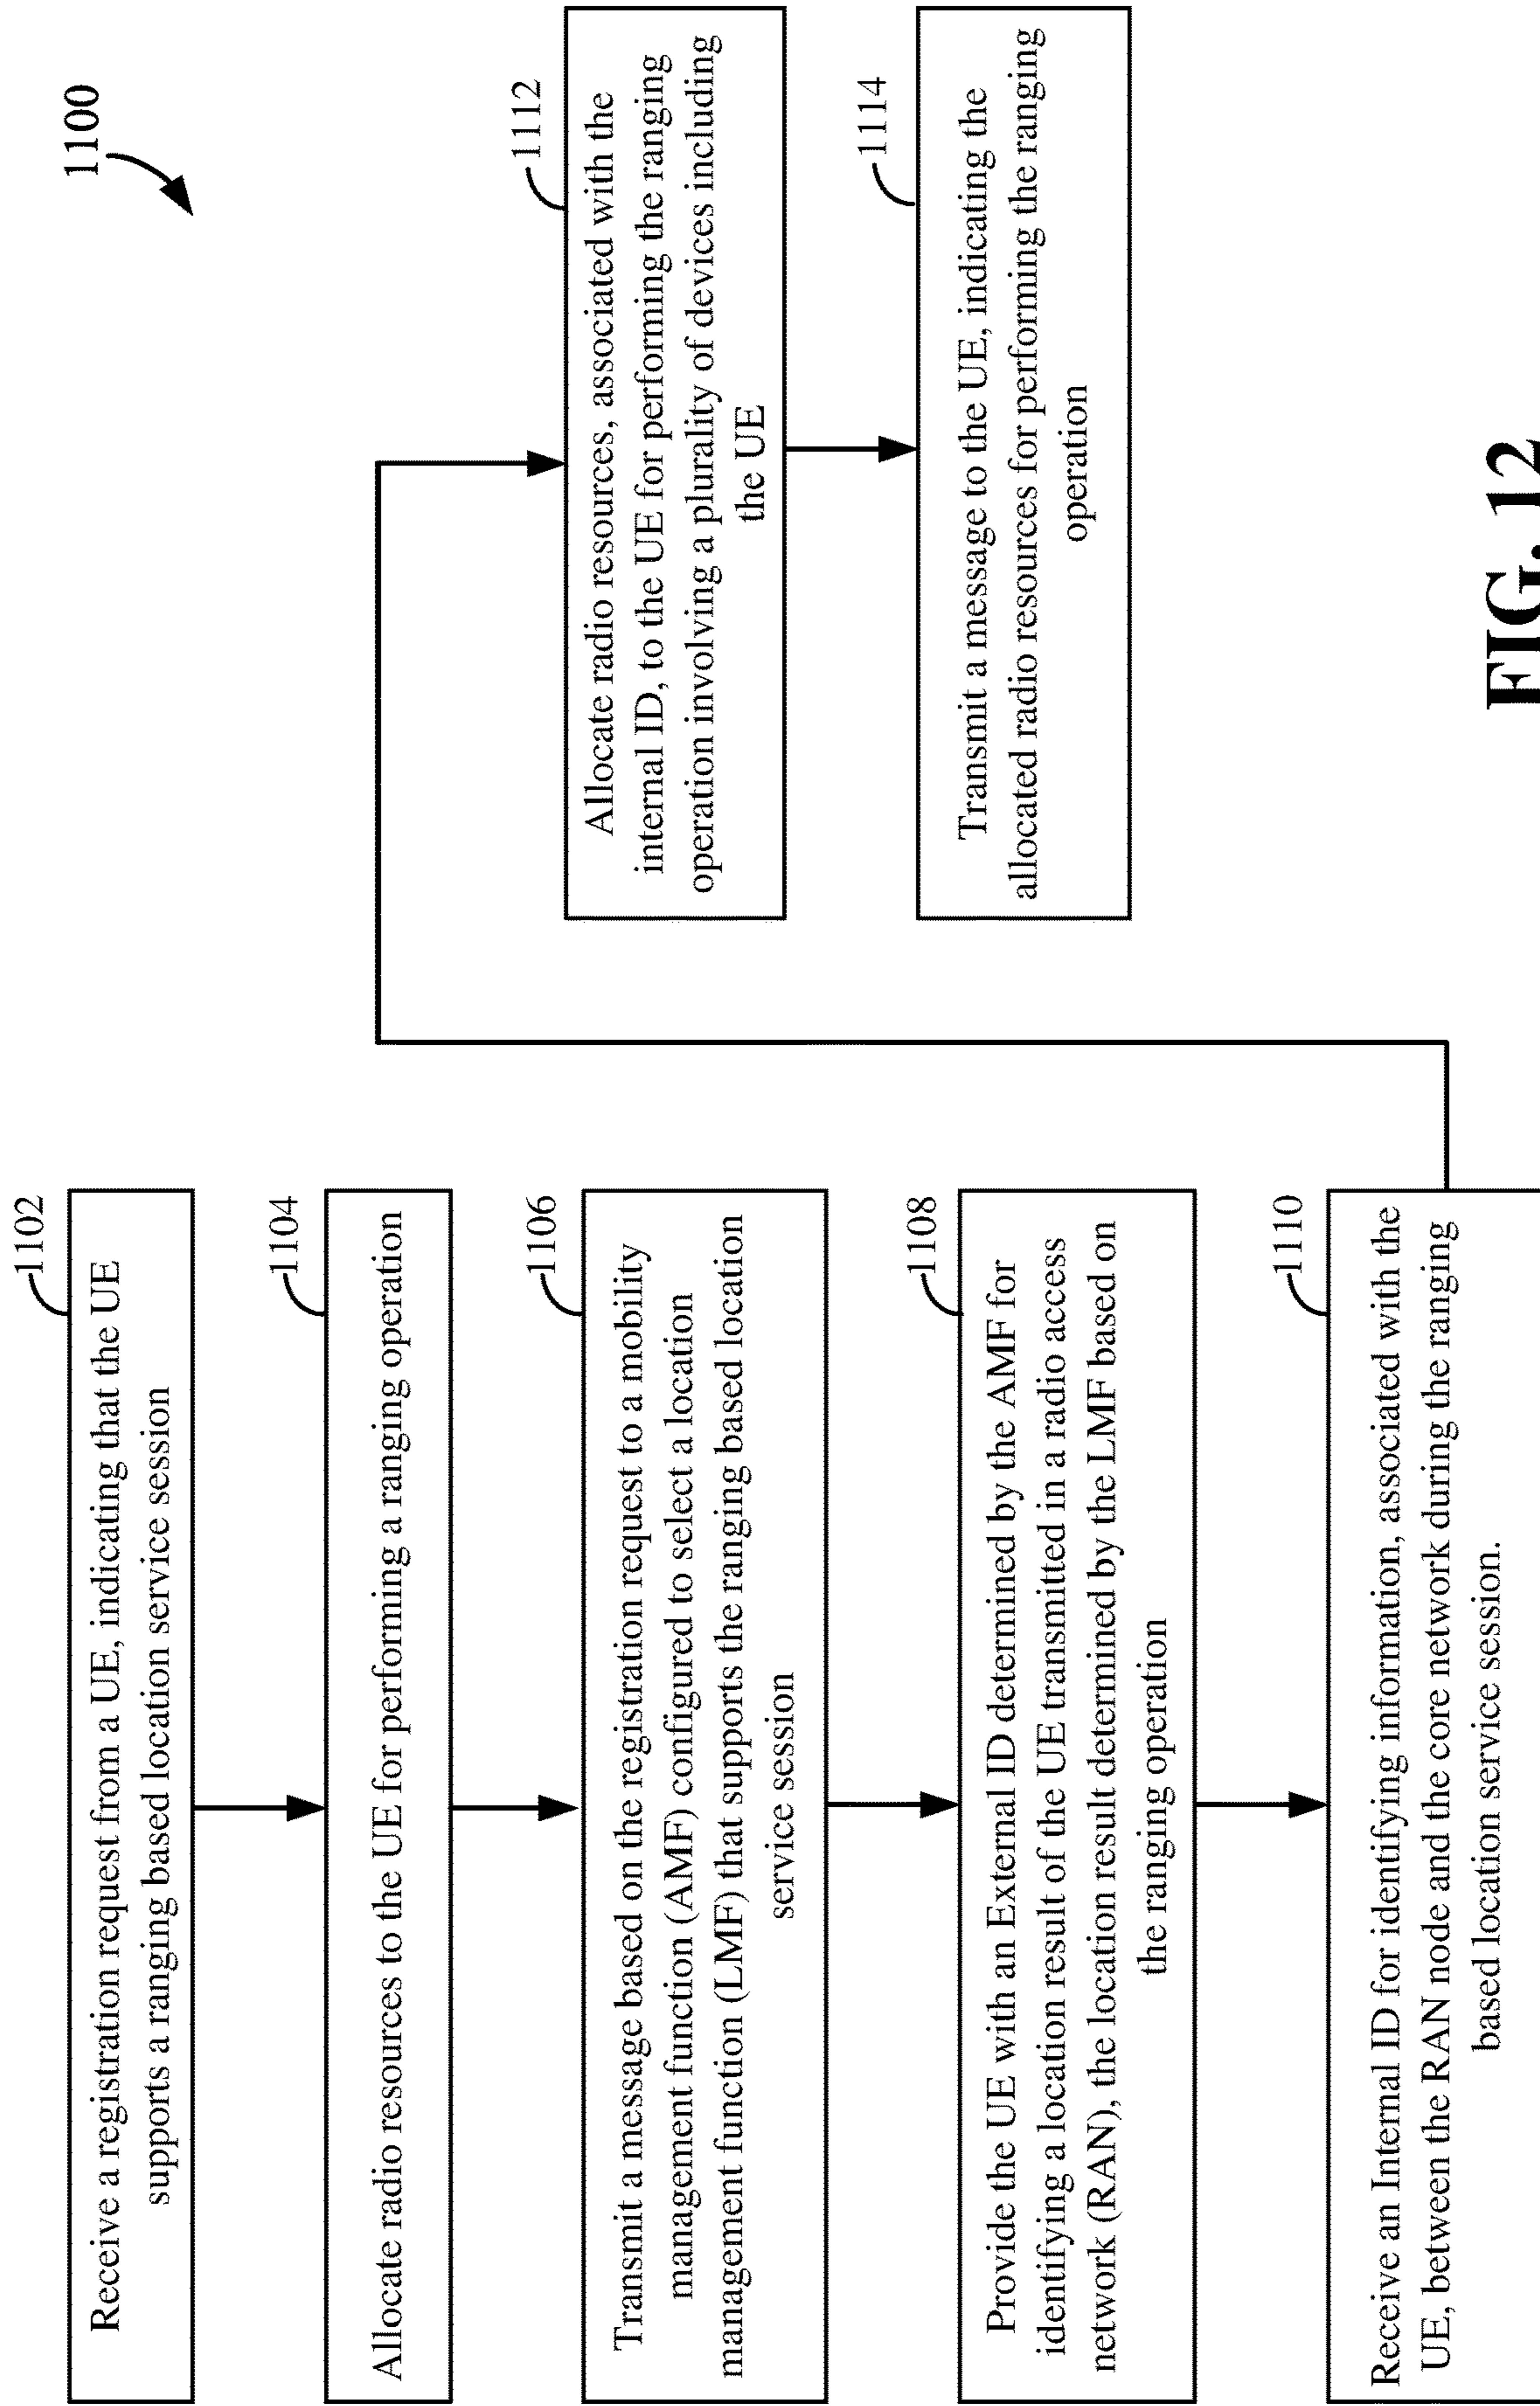 1100
1102
Receive a registration request from a UE, indicating that the UE
supports a ranging based location service session
1104
Allocate radio resources to the UE for performing a ranging operation
1106
Transmit a message based on the registration request to a mobility
management function (AMF) configured to select a location
management function (LMF) that supports the ranging based location
service session
1108
Provide the UE with an External ID determined by the AMF for
identifying a location result of the UE transmitted in a radio access
network (RAN), the location result determined by the LMF based on
the ranging operation
1110
Receive an Internal ID for identifying information, associated with the
UE, between the RAN node and the core network during the ranging
based location service session.
1112
Allocate radio resources, associated with the
internal ID, to the UE for performing the ranging
operation involving a plurality of devices including
the UE
1114
Transmit a message to the UE, indicating the
allocated radio resources for performing the ranging
operation
FIG. 12